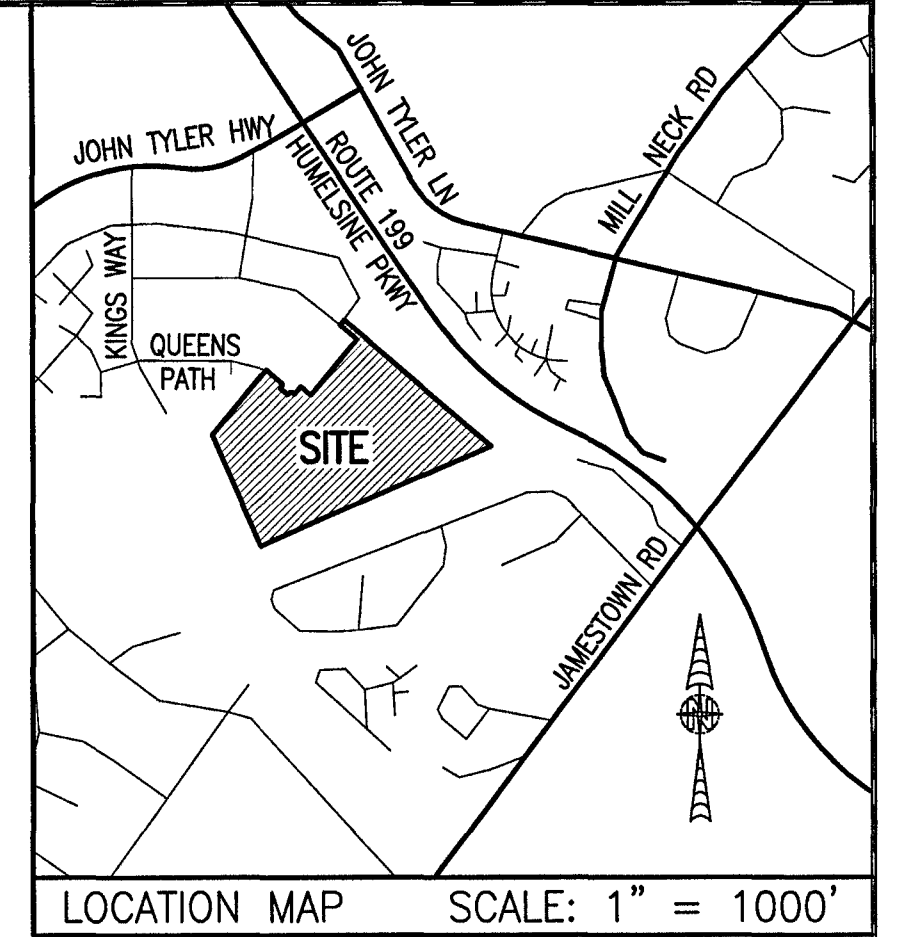 JOHN TYLER HWY
JOHN TYLER LN
ROUTE 199
HUMELSINE PKWY
MILL NECK RD
KINGS WAY
QUEENS
PATH
SITE
JAMESTOWN RD
N
LOCATION MAP SCALE: 1" = 1000'